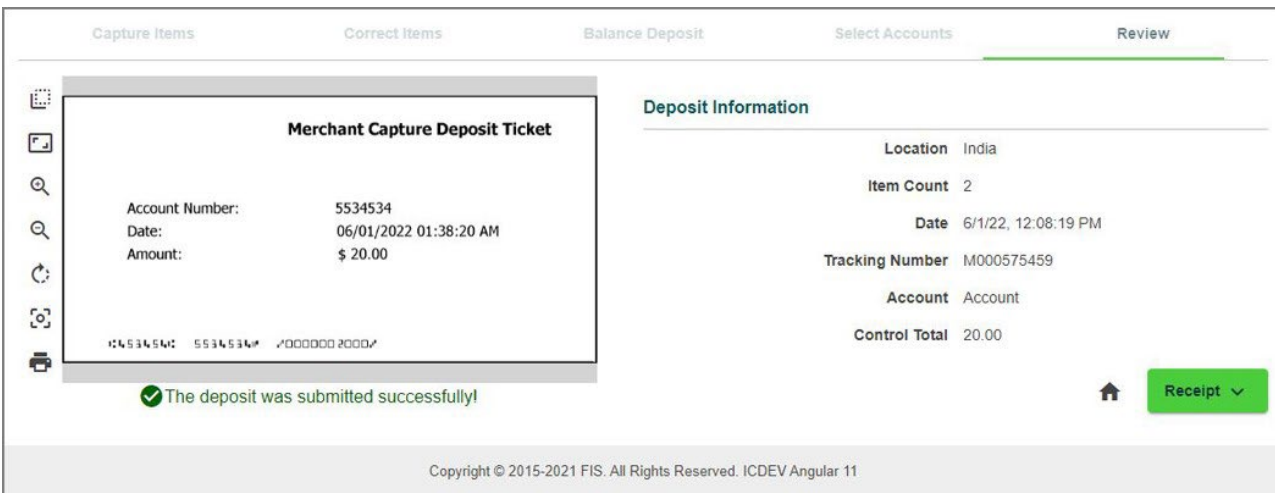 Capture Items Correct Items Balance Deposit Select Accounts Review
Merchant Capture Deposit Ticket
Account Number: 5534534
Date: 06/01/2022 01:38:20 AM
Amount: $ 20.00
⑆454545⑆ 5534534⑈ ⑇0000002000⑇
The deposit was submitted successfully!
Deposit Information
Location India
Item Count 2
Date 6/1/22, 12:08:19 PM
Tracking Number M000575459
Account Account
Control Total 20.00
Receipt
Copyright © 2015-2021 FIS. All Rights Reserved. ICDEV Angular 11